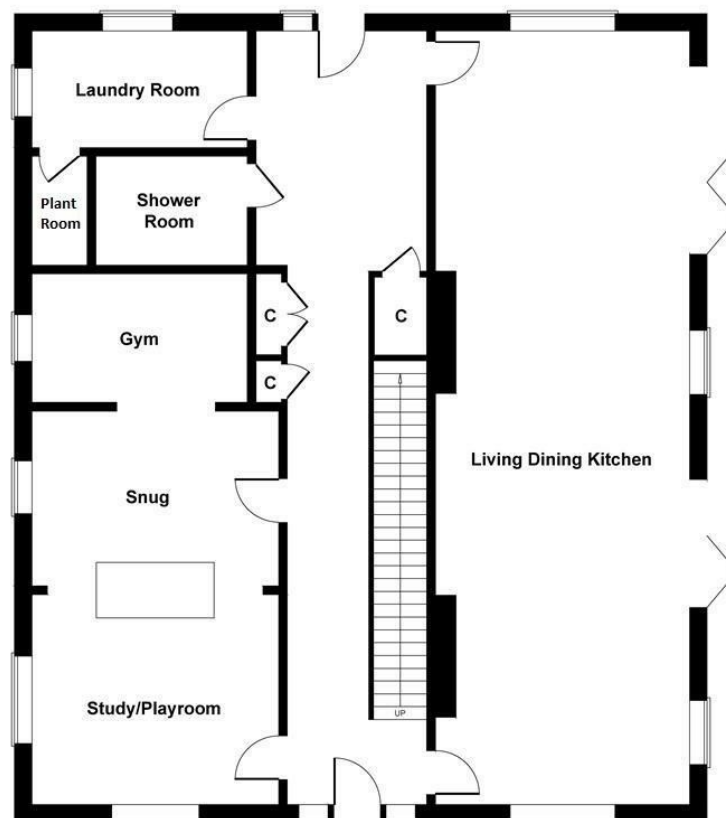 Laundry Room
Plant
Room
Shower
Room
Gym
C
C
C
Living Dining Kitchen
Snug
Study/Playroom
UP